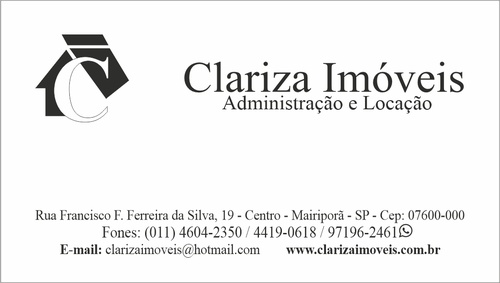 C
Clariza Imóveis
Administração e Locação
Rua Francisco F. Ferreira da Silva, 19 - Centro - Mairiporã - SP - Cep: 07600-000
Fones: (011) 4604-2350 / 4419-0618 / 97196-2461
E-mail: clarizaimoveis@hotmail.com www.clarizaimoveis.com.br